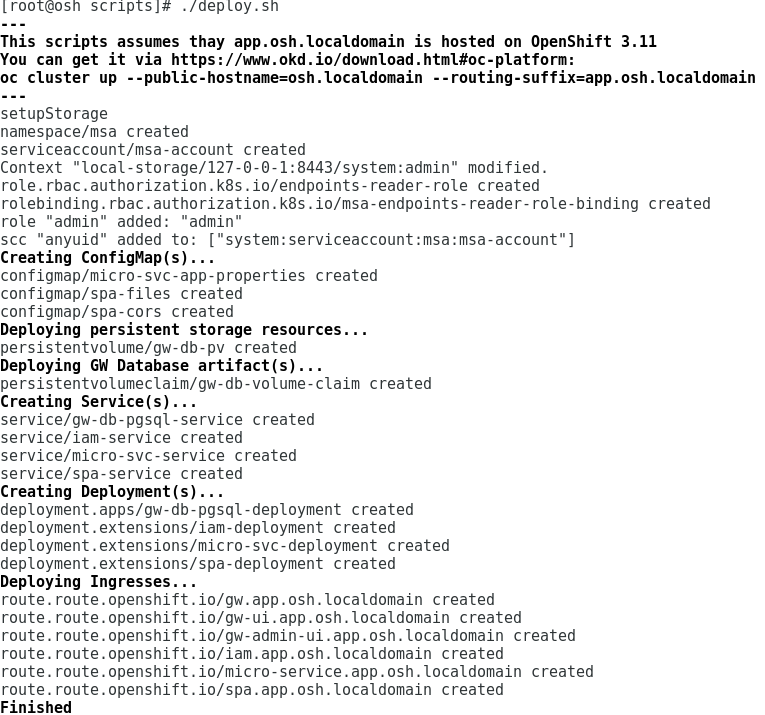 [root@osh scripts]# ./deploy.sh
---
This scripts assumes thay app.osh.localdomain is hosted on OpenShift 3.11
You can get it via https://www.okd.io/download.html#oc-platform:
oc cluster up --public-hostname=osh.localdomain --routing-suffix=app.osh.localdomain
---
setupStorage
namespace/msa created
serviceaccount/msa-account created
Context "local-storage/127-0-0-1:8443/system:admin" modified.
role.rbac.authorization.k8s.io/endpoints-reader-role created
rolebinding.rbac.authorization.k8s.io/msa-endpoints-reader-role-binding created
role "admin" added: "admin"
scc "anyuid" added to: ["system:serviceaccount:msa:msa-account"]
Creating ConfigMap(s)...
configmap/micro-svc-app-properties created
configmap/spa-files created
configmap/spa-cors created
Deploying persistent storage resources...
persistentvolume/gw-db-pv created
Deploying GW Database artifact(s)...
persistentvolumeclaim/gw-db-volume-claim created
Creating Service(s)...
service/gw-db-pgsql-service created
service/iam-service created
service/micro-svc-service created
service/spa-service created
Creating Deployment(s)...
deployment.apps/gw-db-pgsql-deployment created
deployment.extensions/iam-deployment created
deployment.extensions/micro-svc-deployment created
deployment.extensions/spa-deployment created
Deploying Ingresses...
route.route.openshift.io/gw.app.osh.localdomain created
route.route.openshift.io/gw-ui.app.osh.localdomain created
route.route.openshift.io/gw-admin-ui.app.osh.localdomain created
route.route.openshift.io/iam.app.osh.localdomain created
route.route.openshift.io/micro-service.app.osh.localdomain created
route.route.openshift.io/spa.app.osh.localdomain created
Finished